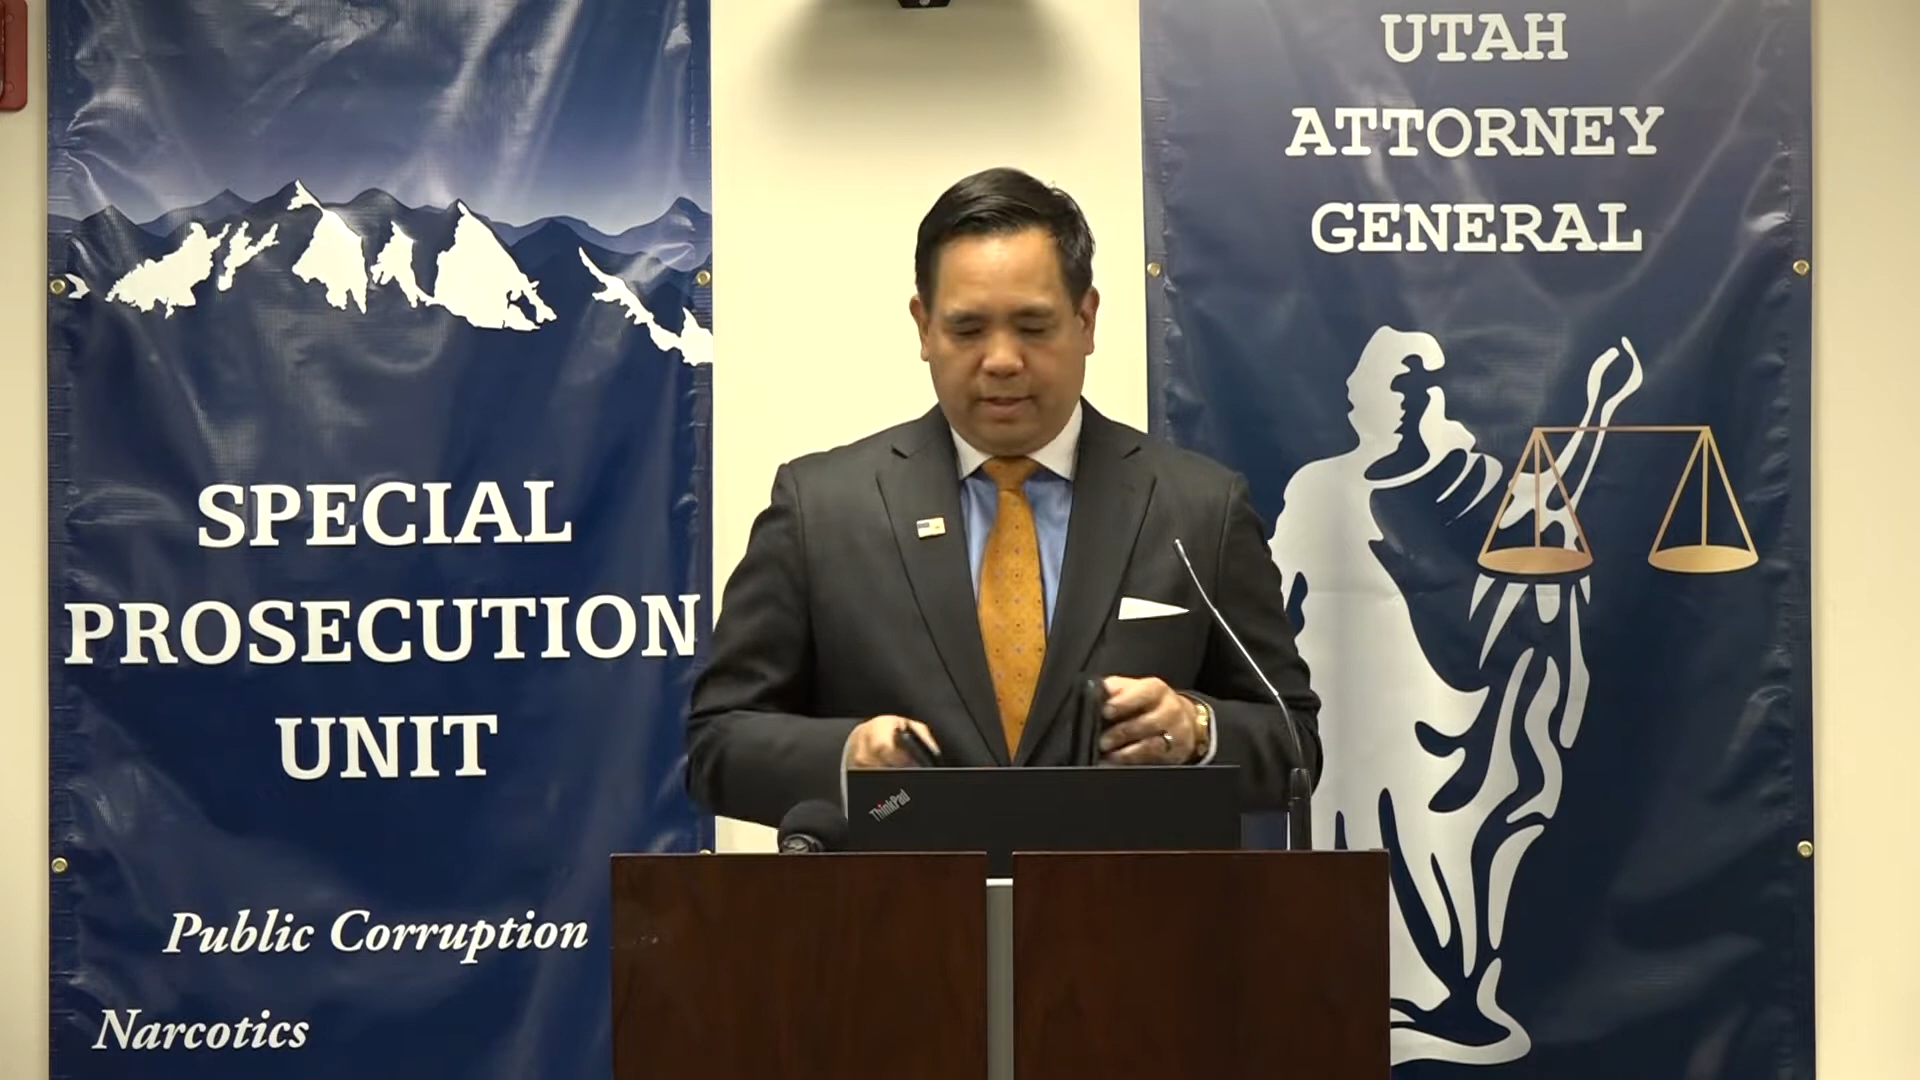 SPECIAL
PROSECUTION
UNIT
Public Corruption
Narcotics
UTAH
ATTORNEY
GENERAL
ThinkPad